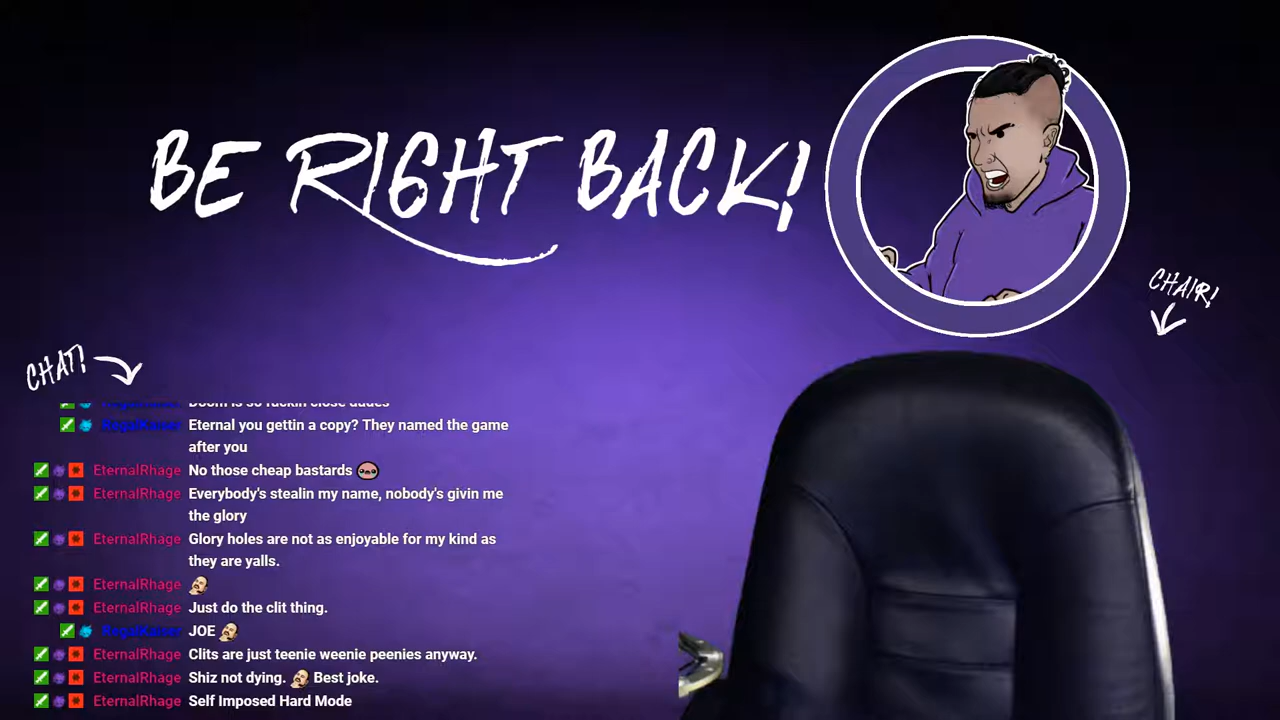 BE RIGHT BACK!
CHAIR!
CHAT!
Doom is so fuckin close dudes
RegalKaiser Eternal you gettin a copy? They named the game
after you
EternalRhage No those cheap bastards
EternalRhage Everybody's stealin my name, nobody's givin me
the glory
EternalRhage Glory holes are not as enjoyable for my kind as
they are yalls.
EternalRhage
EternalRhage Just do the clit thing.
RegalKaiser JOE
EternalRhage Clits are just teenie weenie peenies anyway.
EternalRhage Shiz not dying. Best joke.
EternalRhage Self Imposed Hard Mode